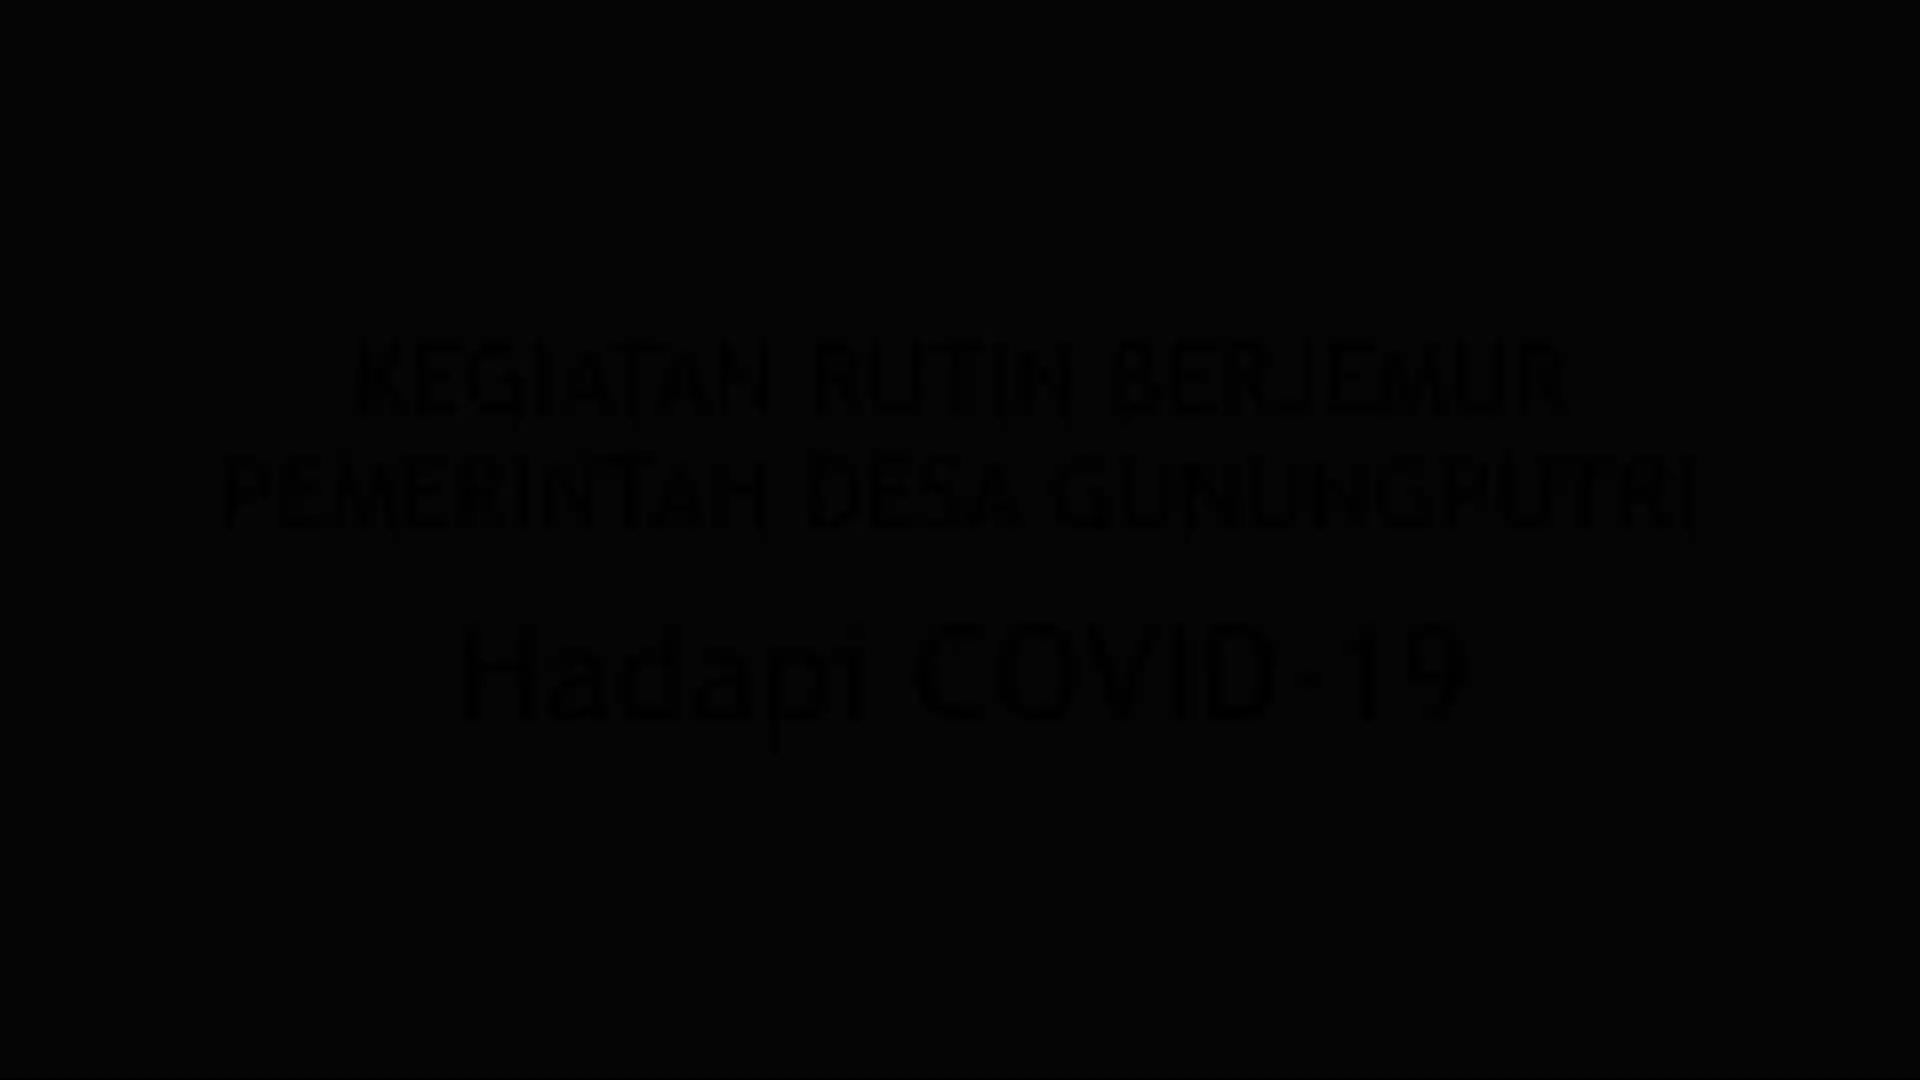 KEGIATAN RUTIN BERJEMUR
PEMERINTAH DESA GUNUNGPUTRI
Hadapi COVID-19